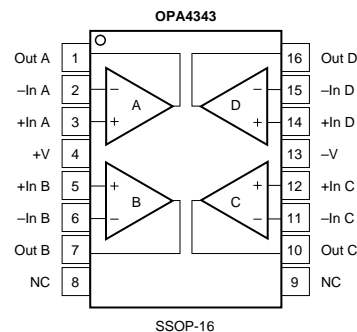 OPA4343
Out A 1 16 Out D
–In A 2 – – 15 –In D
A D
+In A 3 + + 14 +In D
+V 4 13 –V
+In B 5 + + 12 +In C
B C
–In B 6 – – 11 –In C
Out B 7 10 Out C
NC 8 9 NC
SSOP-16